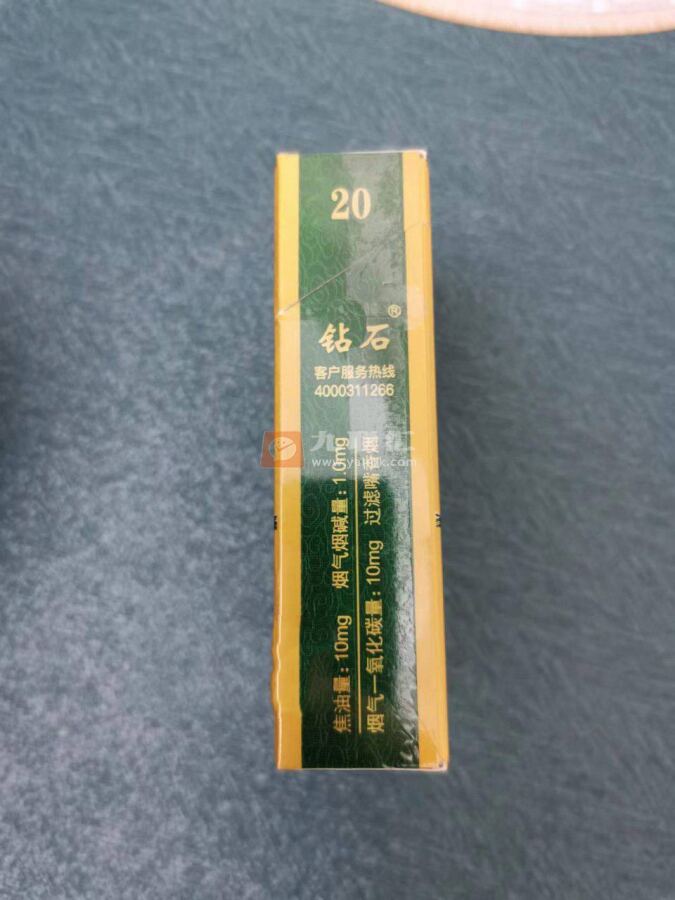 20
钻石®
客户服务热线
4000311266
焦油量:10mg 烟气烟碱量:1.0mg
烟气一氧化碳量:10mg 过滤嘴香烟